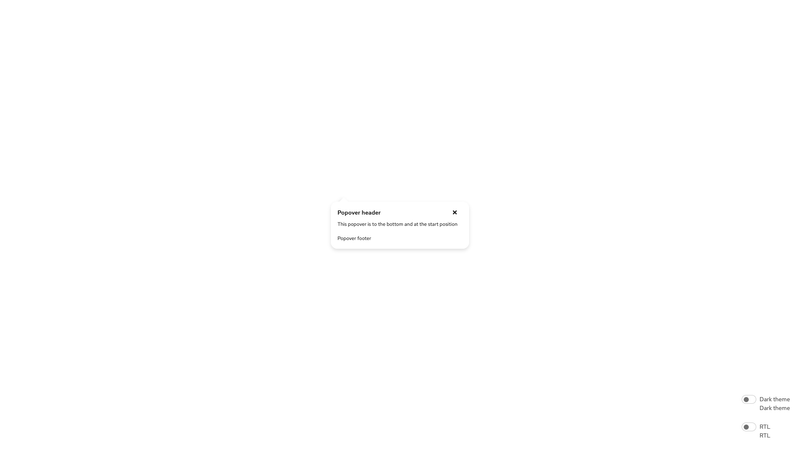 Popover header
This popover is to the bottom and at the start position
Popover footer
Dark theme
Dark theme
RTL
RTL